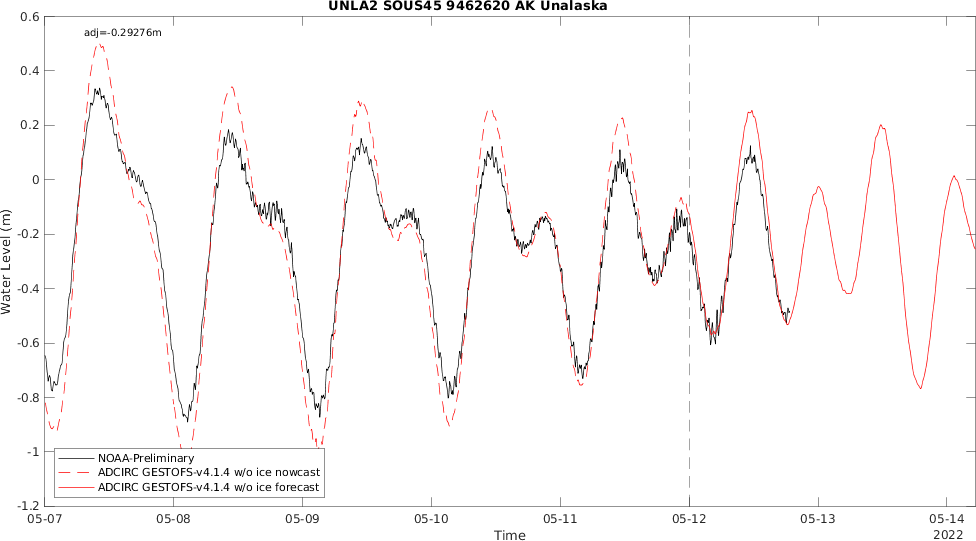 UNLA2 SOUS45 9462620 AK Unalaska
adj=-0.29276m
0.6
0.4
0.2
0
-0.2
-0.4
-0.6
-0.8
-1
-1.2
Water Level (m)
NOAA-Preliminary
ADCIRC GESTOFS-v4.1.4 w/o ice nowcast
ADCIRC GESTOFS-v4.1.4 w/o ice forecast
05-07 05-08 05-09 05-10 05-11 05-12 05-13 05-14
Time 2022